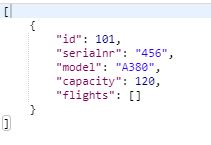 [
{
"id": 101,
"serialnr": "456",
"model": "A380",
"capacity": 120,
"flights": []
}
]